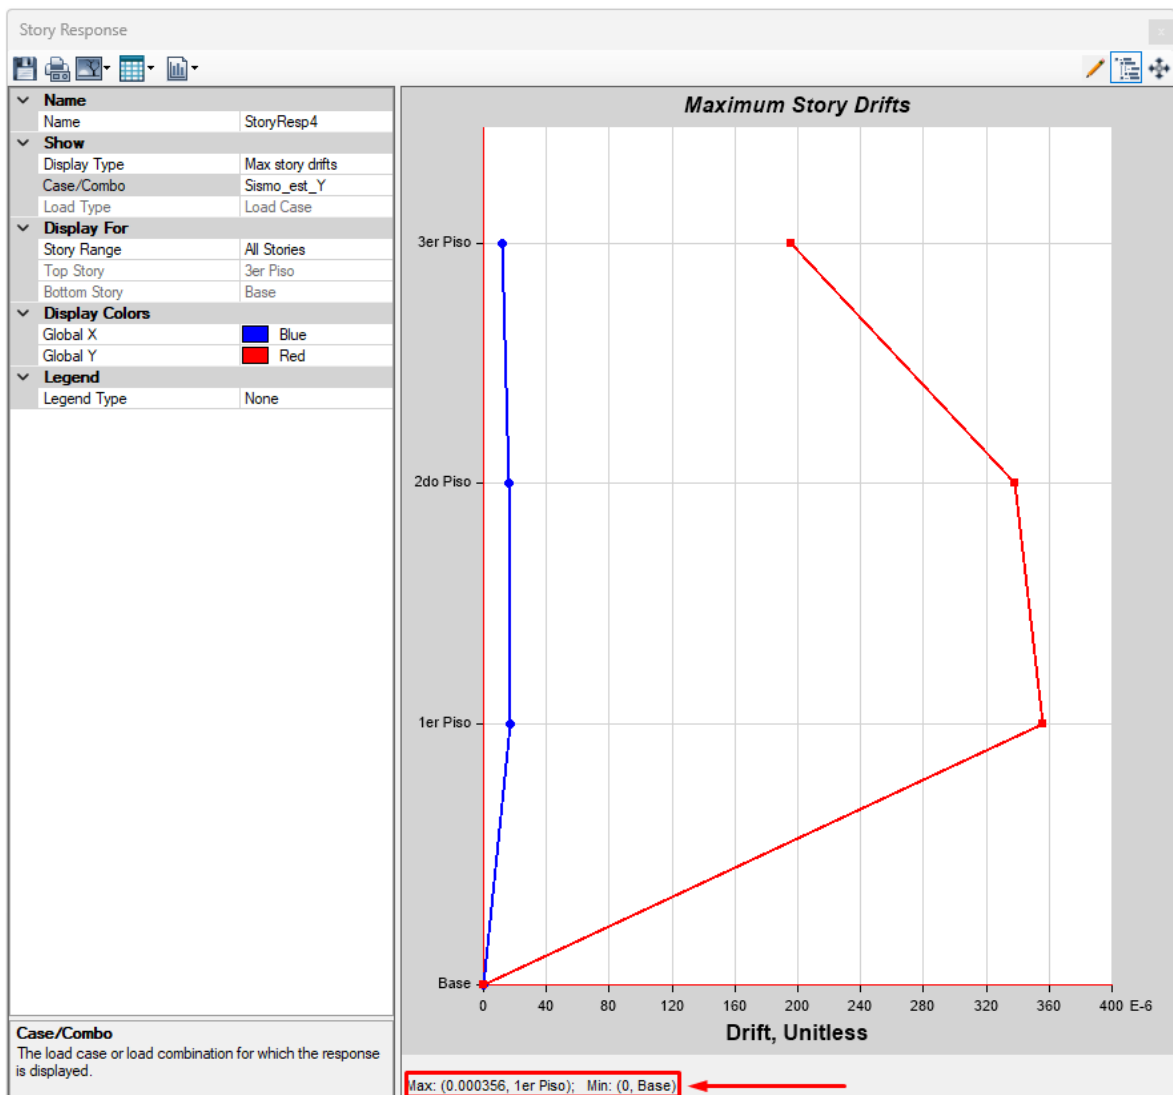 Story Response
Name
Name StoryResp4
Show
Display Type Max story drifts
Case/Combo Sismo_est_Y
Load Type Load Case
Display For
Story Range All Stories
Top Story 3er Piso
Bottom Story Base
Display Colors
Global X Blue
Global Y Red
Legend
Legend Type None
Case/Combo
The load case or load combination for which the response
is displayed.
Maximum Story Drifts
3er Piso
2do Piso
1er Piso
Base
0 40 80 120 160 200 240 280 320 360 400 E-6
Drift, Unitless
Max: (0.000356, 1er Piso); Min: (0, Base)